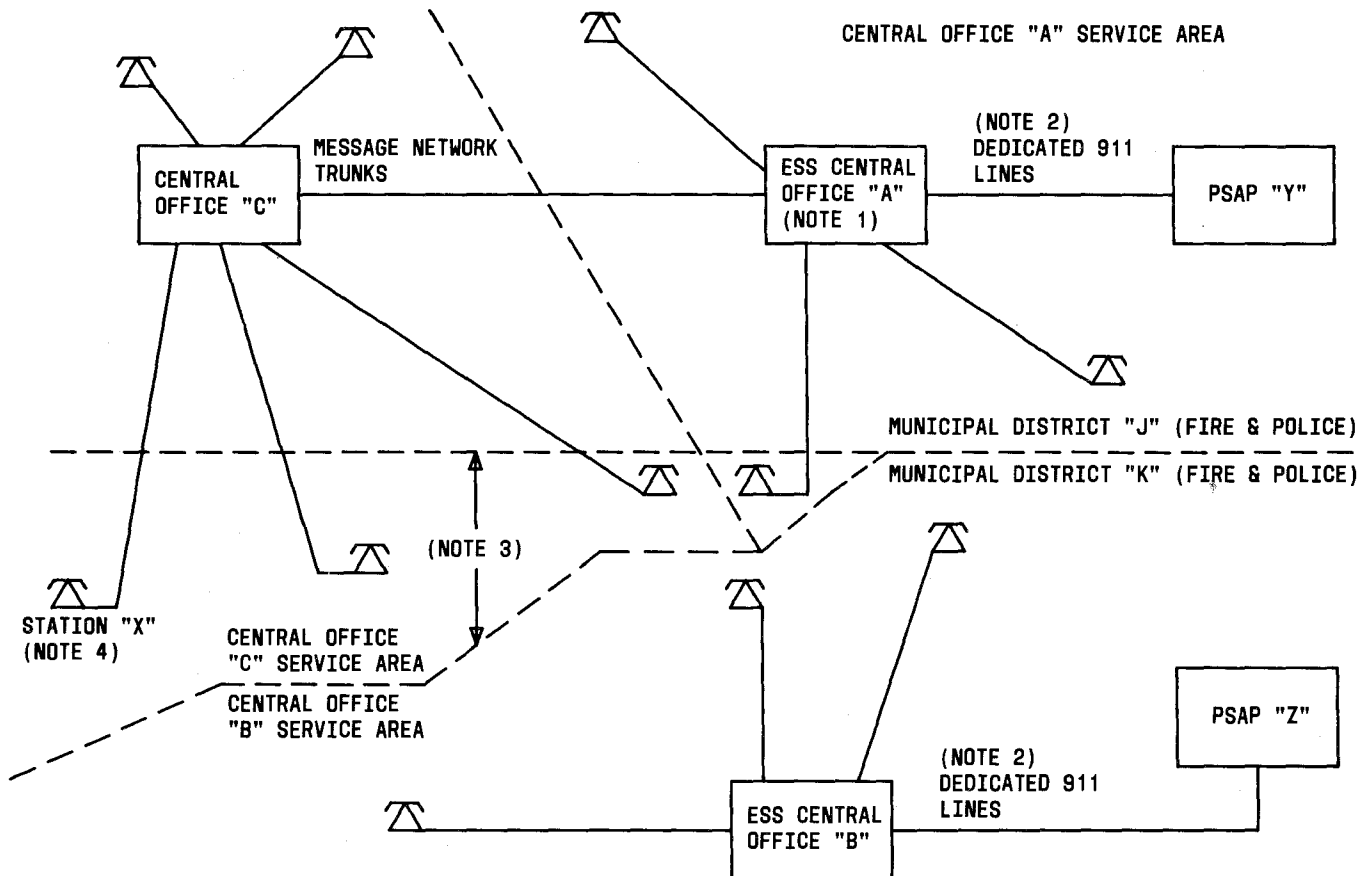 CENTRAL OFFICE "A" SERVICE AREA
MESSAGE NETWORK
TRUNKS
CENTRAL
OFFICE "C"
ESS CENTRAL
OFFICE "A"
(NOTE 1)
(NOTE 2)
DEDICATED 911
LINES
PSAP "Y"
MUNICIPAL DISTRICT "J" (FIRE & POLICE)
MUNICIPAL DISTRICT "K" (FIRE & POLICE)
(NOTE 3)
STATION "X"
(NOTE 4)
CENTRAL OFFICE
"C" SERVICE AREA
CENTRAL OFFICE
"B" SERVICE AREA
PSAP "Z"
(NOTE 2)
DEDICATED 911
LINES
ESS CENTRAL
OFFICE "B"